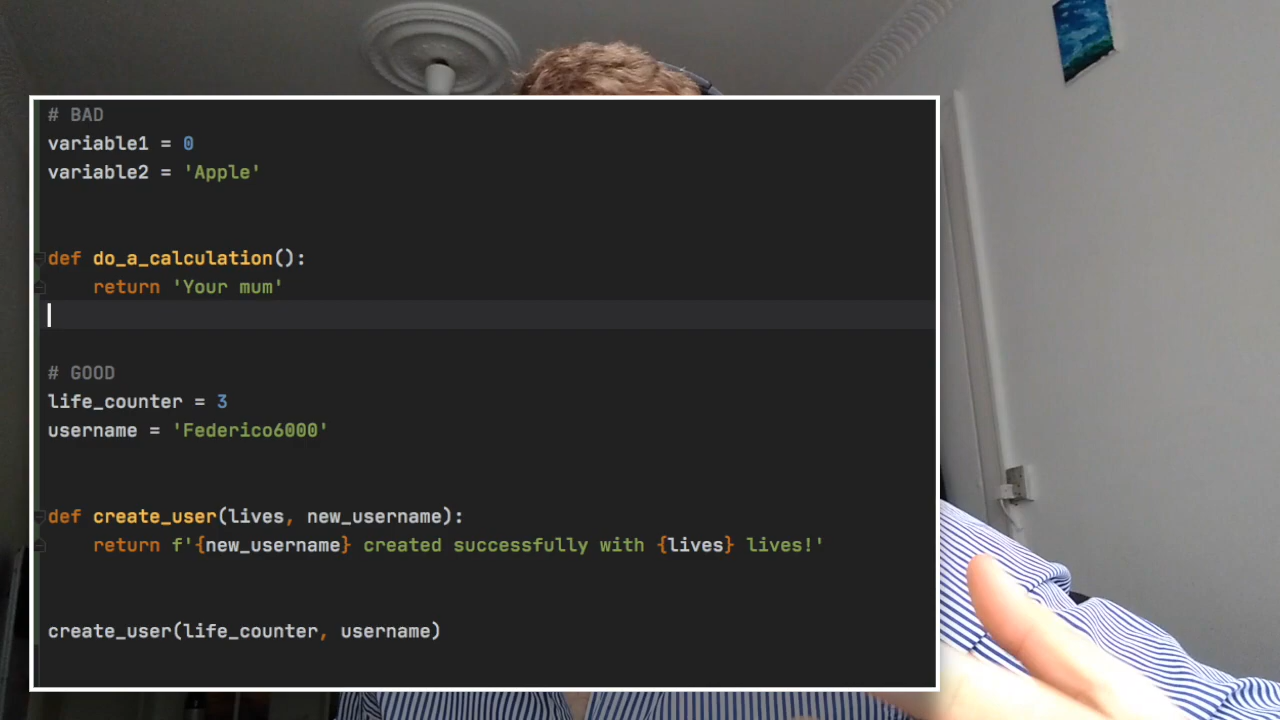 # BAD
variable1 = 0
variable2 = 'Apple'
def do_a_calculation():
return 'Your mum'
# GOOD
life_counter = 3
username = 'Federico6000'
def create_user(lives, new_username):
return f'{new_username} created successfully with {lives} lives!'
create_user(life_counter, username)